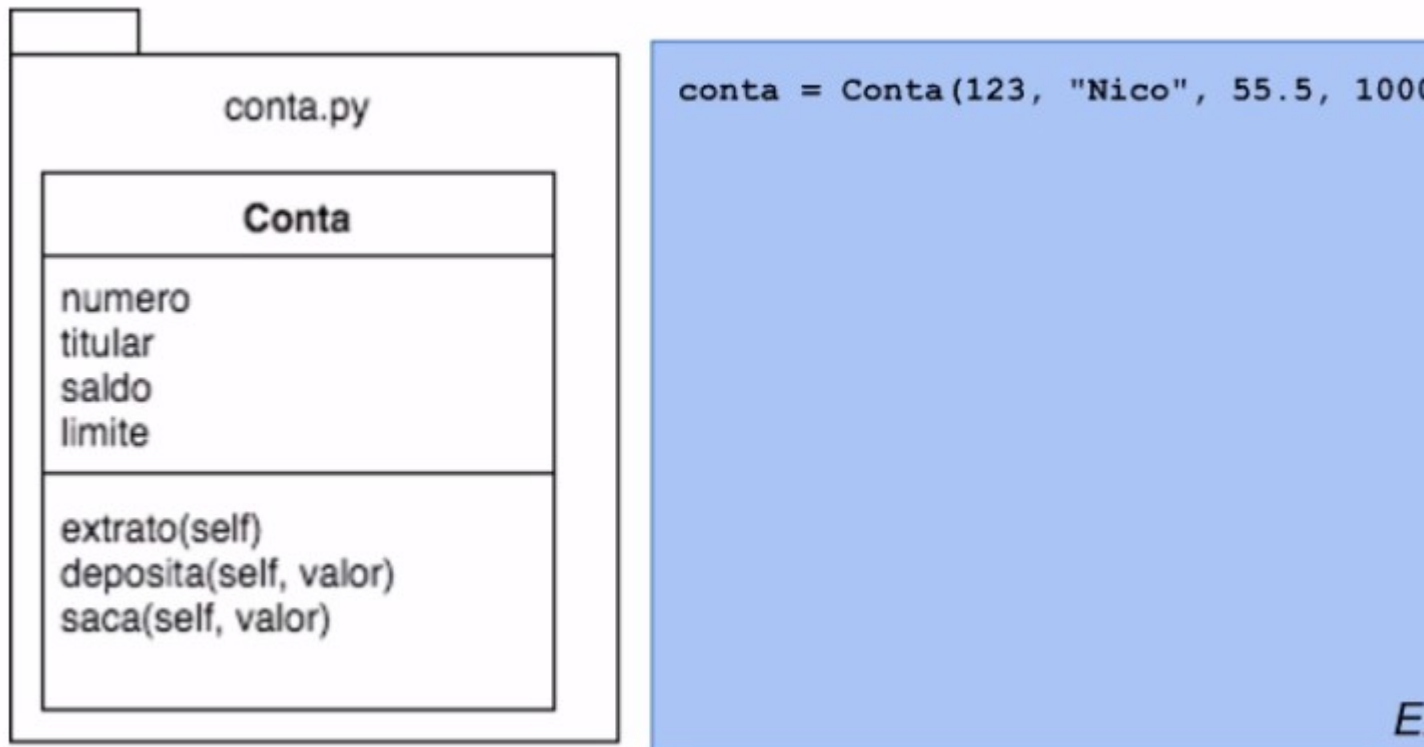 conta.py
Conta
numero
titular
saldo
limite
extrato(self)
deposita(self, valor)
saca(self, valor)
conta = Conta(123, "Nico", 55.5, 1000